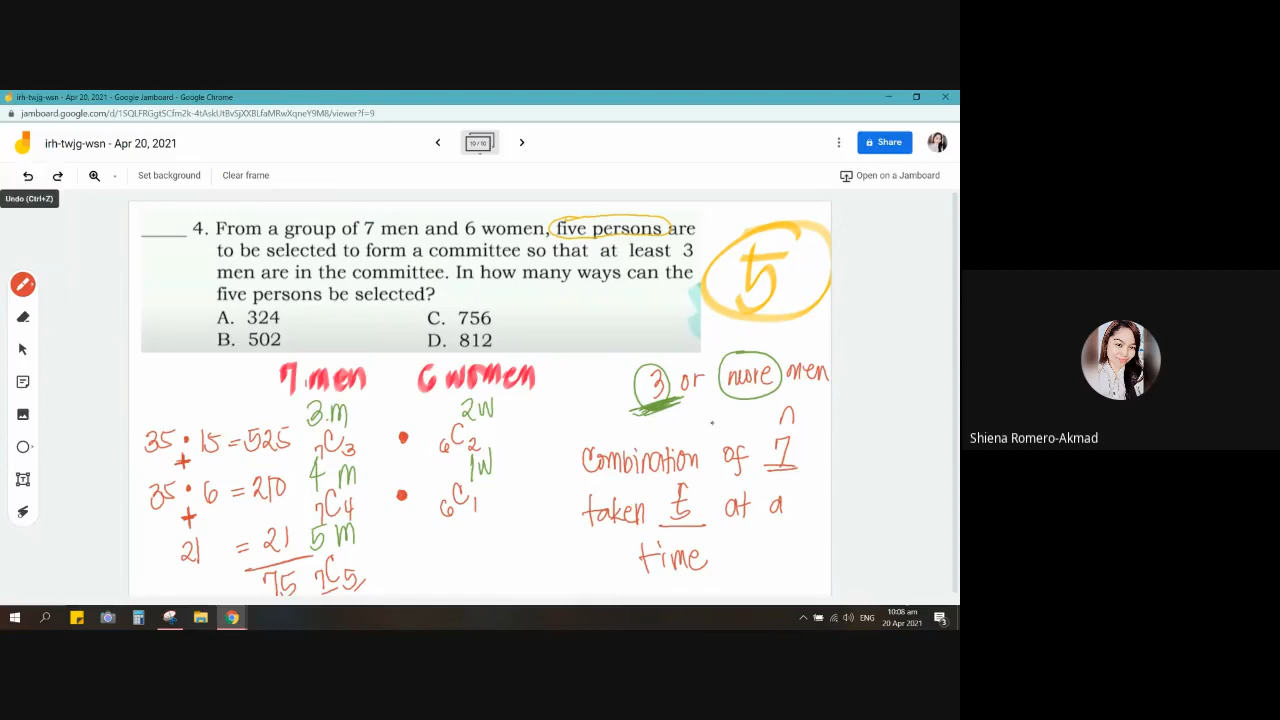 irh-twjg-wsn - Apr 20, 2021 - Google Jamboard - Google Chrome
jamboard.google.com/d/1SQLFRGgtSCfm2k-4tAskUtBvSjXXBLfaMRwXqneY9M8/viewer?f=9
irh-twjg-wsn - Apr 20, 2021
10 / 10
Share
Set background
Clear frame
Open on a Jamboard
Undo (Ctrl+Z)
4. From a group of 7 men and 6 women, five persons are
to be selected to form a committee so that at least 3
men are in the committee. In how many ways can the
five persons be selected?
A. 324
C. 756
B. 502
D. 812
5
7 men
6 women
3 or more men
3 m
2 W
35 · 15 = 525
7C3 · 6C2
+
4 m
1 W
35 · 6 = 210
7C4 · 6C1
+
5 m
21 = 21
75
7C5
n
Combination of 7
r
taken 5 at a
time
Shiena Romero-Akmad
ENG
10:08 am
20 Apr 2021
3